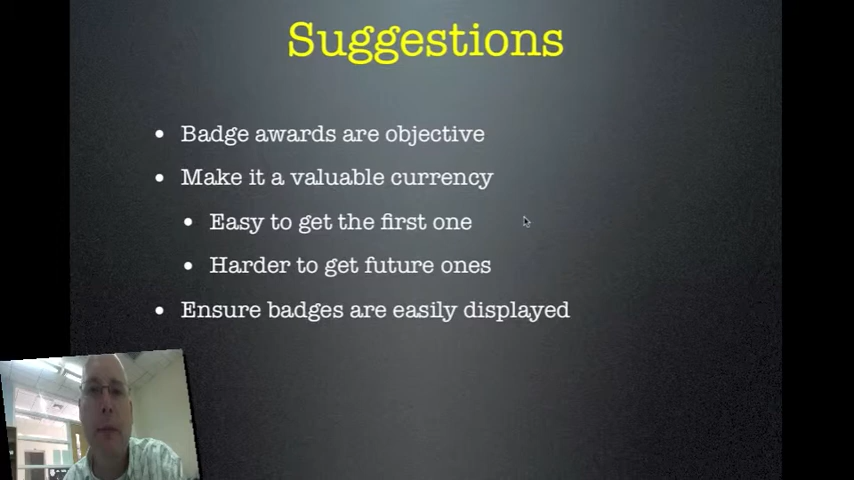 Suggestions
• Badge awards are objective
• Make it a valuable currency
• Easy to get the first one
• Harder to get future ones
• Ensure badges are easily displayed